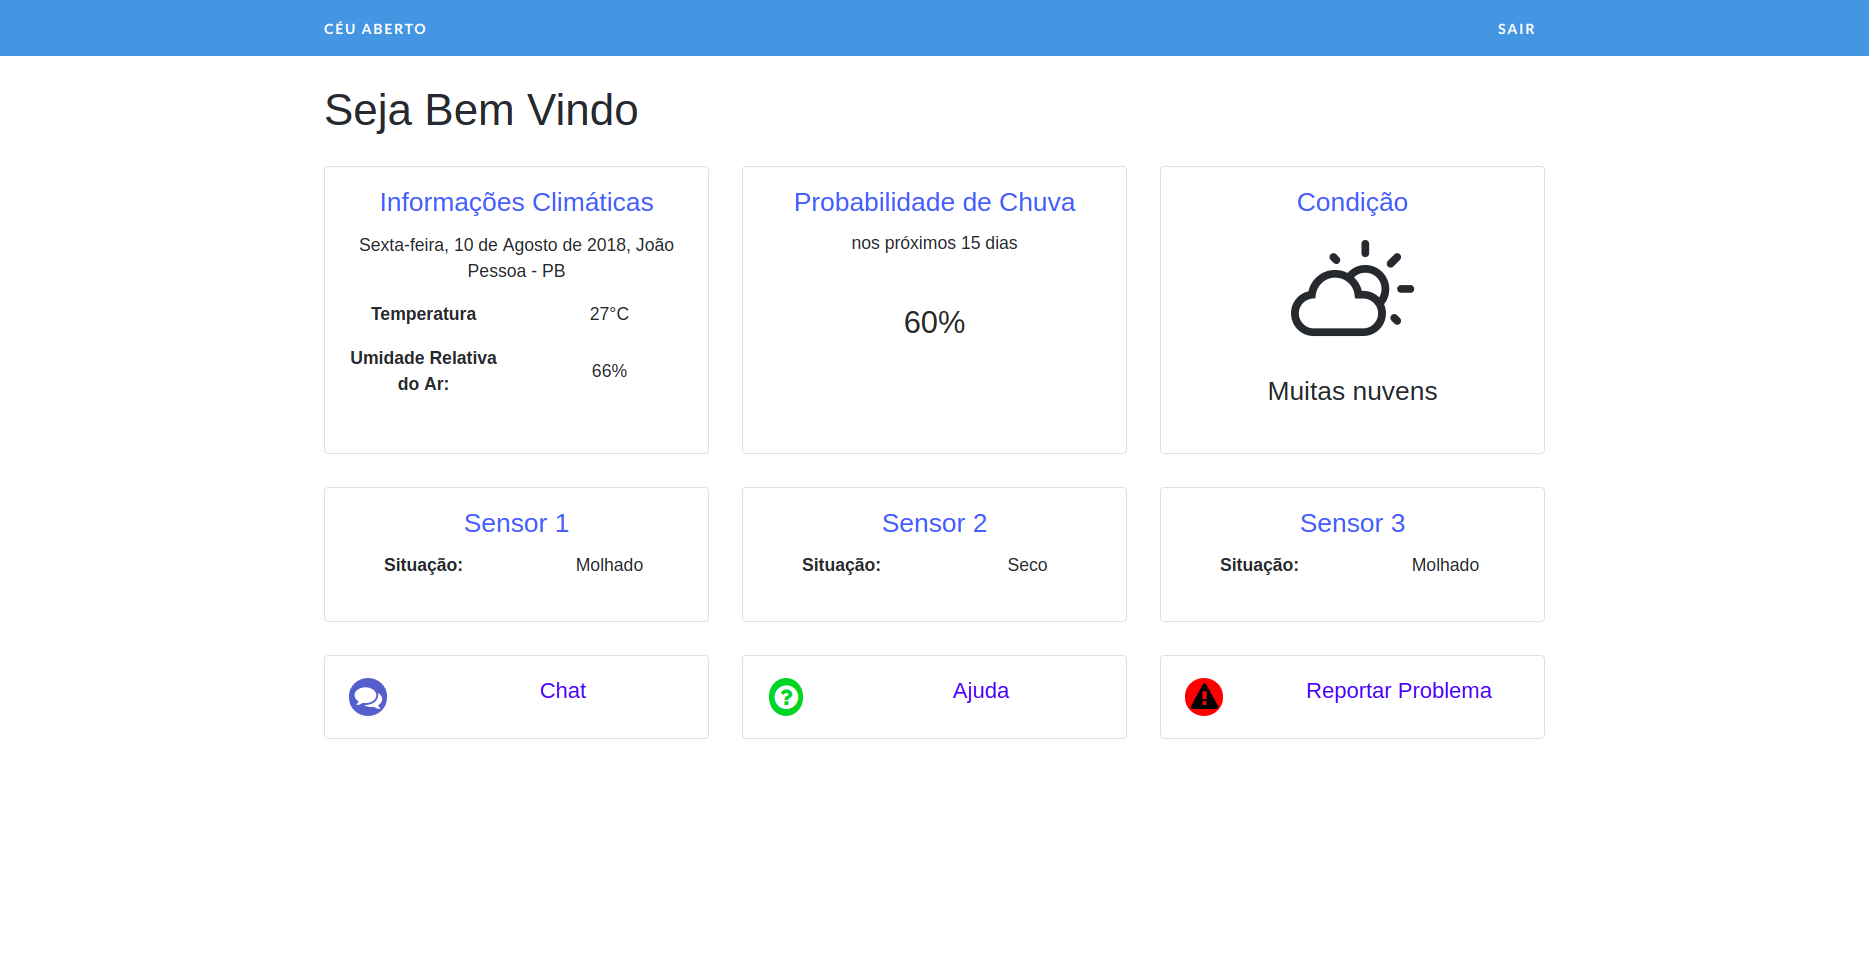 CÉU ABERTO
SAIR
Seja Bem Vindo
Informações Climáticas
Sexta-feira, 10 de Agosto de 2018, João
Pessoa - PB
Temperatura 27°C
Umidade Relativa
do Ar:
66%
Probabilidade de Chuva
nos próximos 15 dias
60%
Condição
Muitas nuvens
Sensor 1
Situação: Molhado
Sensor 2
Situação: Seco
Sensor 3
Situação: Molhado
Chat
Ajuda
Reportar Problema